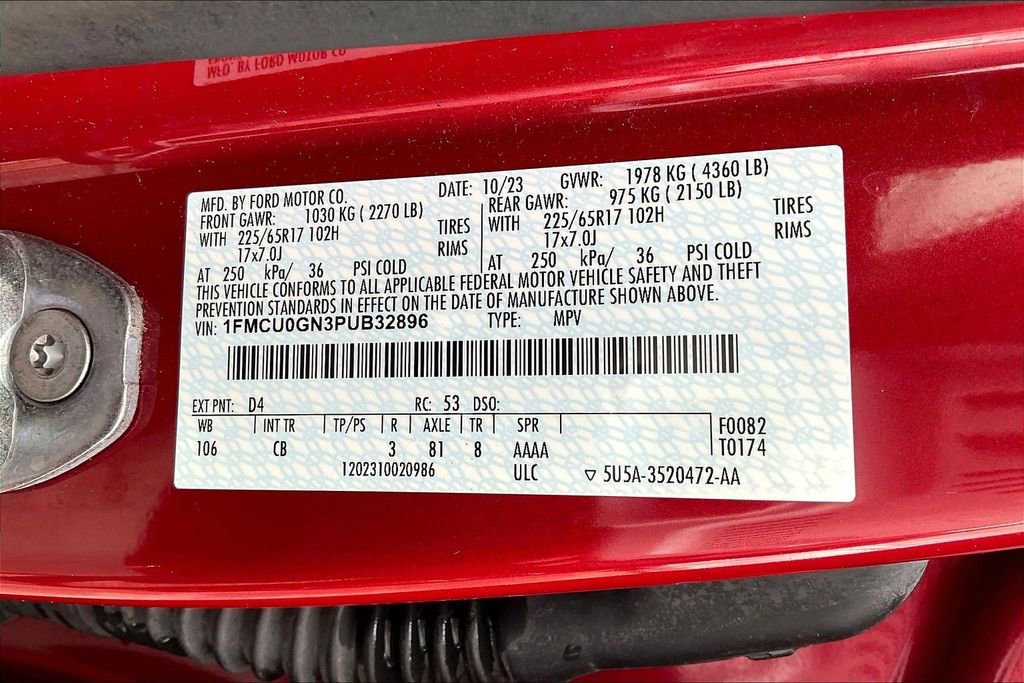 MFD. BY FORD MOTOR CO
MFD. BY FORD MOTOR CO. DATE: 10/23 GVWR: 1978 KG ( 4360 LB)
FRONT GAWR: 1030 KG ( 2270 LB) REAR GAWR: 975 KG ( 2150 LB)
WITH 225/65R17 102H TIRES WITH 225/65R17 102H TIRES
17x7.0J RIMS 17x7.0J RIMS
AT 250 kPa/ 36 PSI COLD AT 250 kPa/ 36 PSI COLD
THIS VEHICLE CONFORMS TO ALL APPLICABLE FEDERAL MOTOR VEHICLE SAFETY AND THEFT
PREVENTION STANDARDS IN EFFECT ON THE DATE OF MANUFACTURE SHOWN ABOVE.
VIN: 1FMCU0GN3PUB32896 TYPE: MPV
EXT PNT: D4 RC: 53 DSO:
WB INT TR TP/PS R AXLE TR SPR F0082
106 CB 3 81 8 AAAA T0174
1202310020986 ULC ▽ 5U5A-3520472-AA